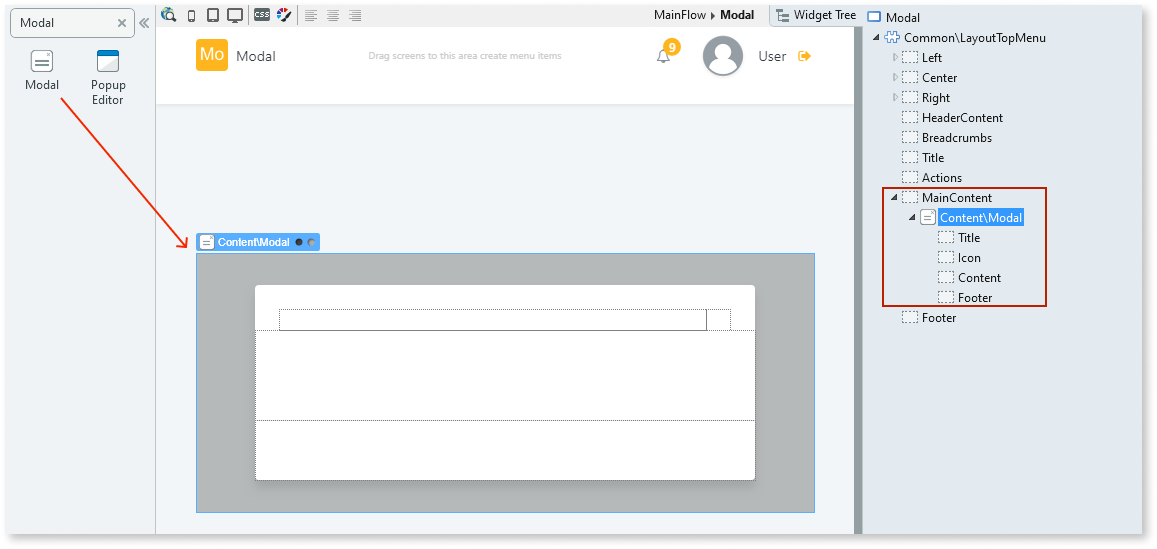 Modal
Modal
Popup
Editor
CSS
MainFlow Modal
Widget Tree
Mo Modal
Drag screens to this area create menu items
9
User
Content\Modal
Modal
Common\LayoutTopMenu
Left
Center
Right
HeaderContent
Breadcrumbs
Title
Actions
MainContent
Content\Modal
Title
Icon
Content
Footer
Footer